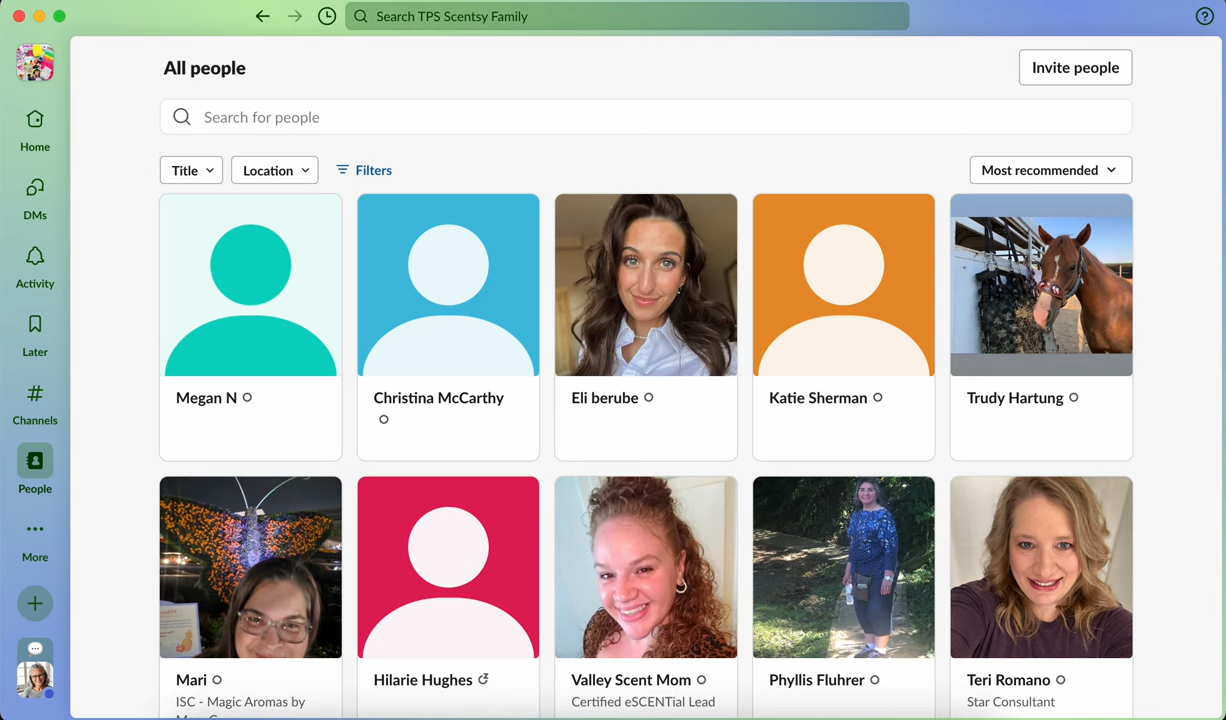 Search TPS Scentsy Family
All people
Invite people
Search for people
Title
Location
Filters
Most recommended
Home
DMs
Activity
Later
Channels
People
More
Megan N
Christina McCarthy
Eli berube
Katie Sherman
Trudy Hartung
Mari
ISC - Magic Aromas by
Hilarie Hughes
Valley Scent Mom
Certified eSCENTial Lead
Phyllis Fluhrer
Teri Romano
Star Consultant